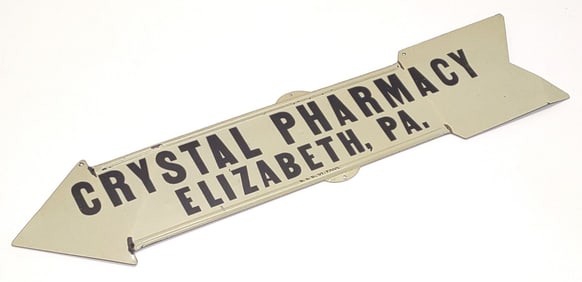 CRYSTAL PHARMACY
ELIZABETH, PA.